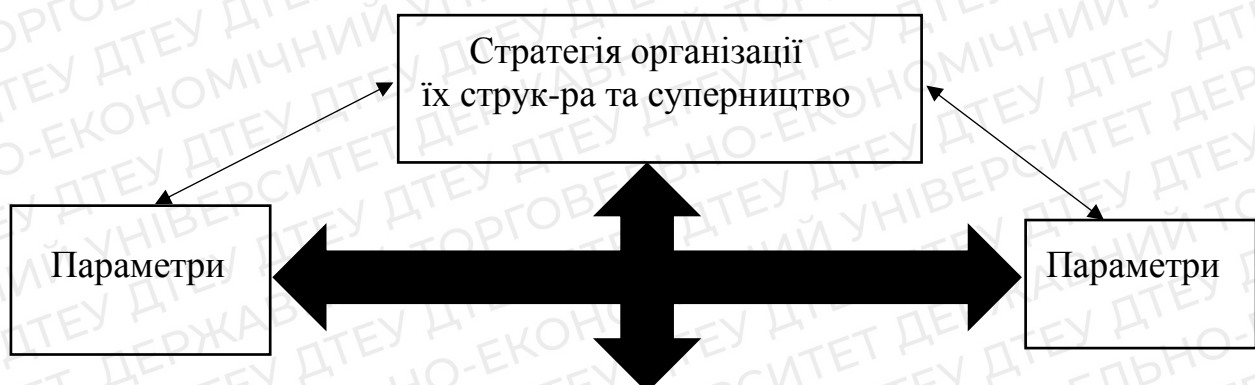 Стратегія організації
їх струк-ра та суперництво
Параметри
Параметри